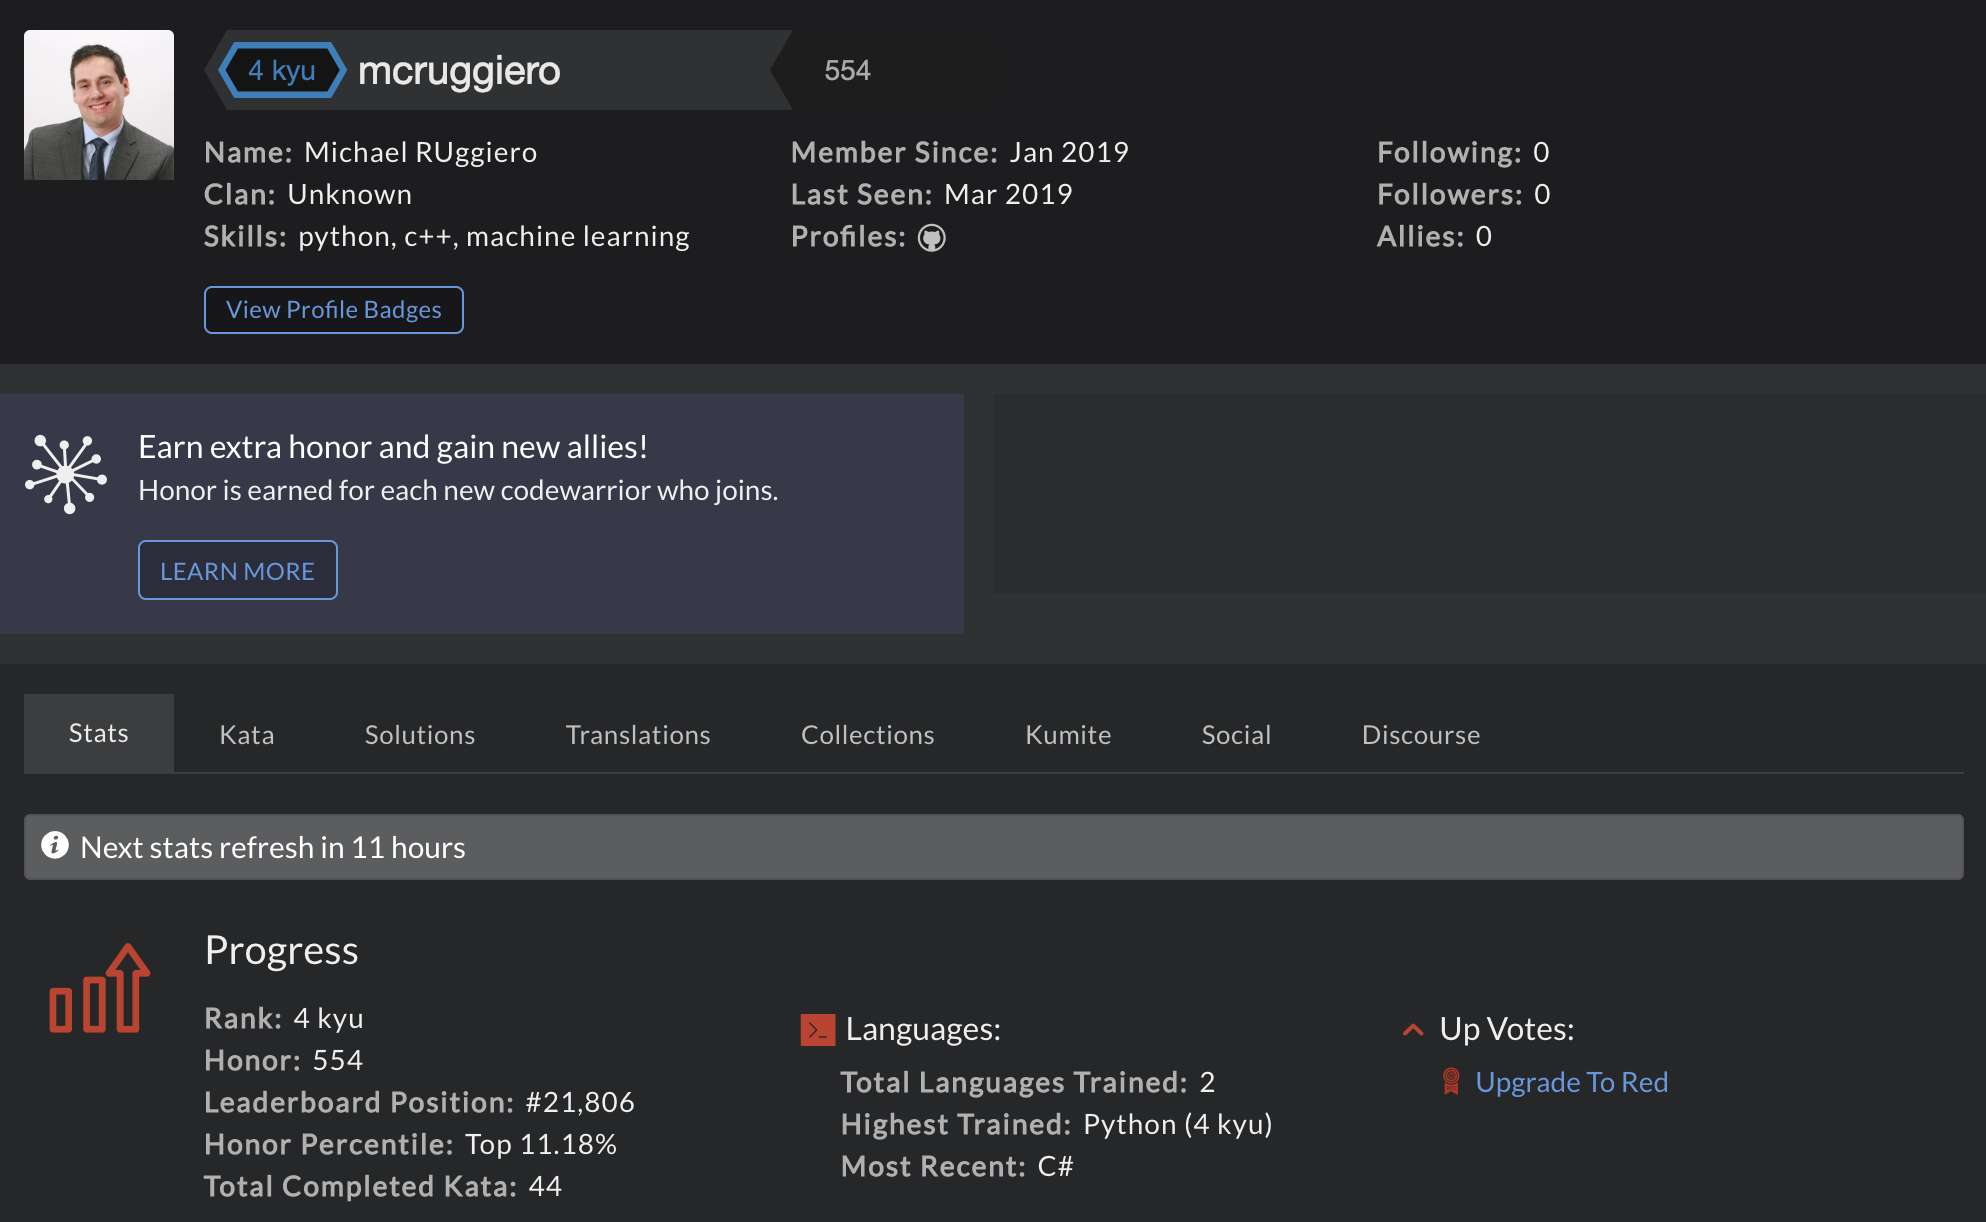 4 kyu mcruggiero 554
Name: Michael RUggiero
Clan: Unknown
Skills: python, c++, machine learning
Member Since: Jan 2019
Last Seen: Mar 2019
Profiles:
Following: 0
Followers: 0
Allies: 0
View Profile Badges
Earn extra honor and gain new allies!
Honor is earned for each new codewarrior who joins.
LEARN MORE
Stats Kata Solutions Translations Collections Kumite Social Discourse
Next stats refresh in 11 hours
Progress
Rank: 4 kyu
Honor: 554
Leaderboard Position: #21,806
Honor Percentile: Top 11.18%
Total Completed Kata: 44
Languages:
Total Languages Trained: 2
Highest Trained: Python (4 kyu)
Most Recent: C#
Up Votes:
Upgrade To Red